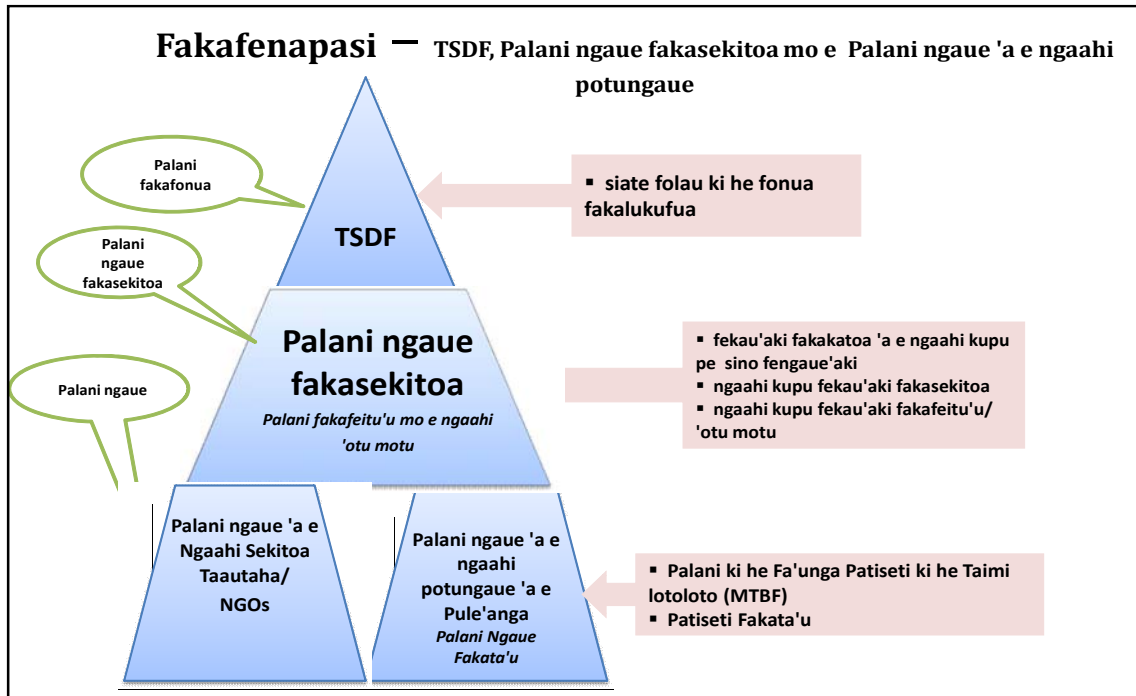 Fakafenapasi – TSDF, Palani ngaue fakasekitoa mo e Palani ngaue 'a e ngaahi
potungaue
Palani
fakafonua
▪ siate folau ki he fonua
fakalukufua
TSDF
Palani
ngaue
fakasekitoa
Palani ngaue
fakasekitoa
Palani fakafeitu'u mo e ngaahi
'otu motu
▪ fekau'aki fakakatoa 'a e ngaahi kupu
pe sino fengaue'aki
▪ ngaahi kupu fekau'aki fakasekitoa
▪ ngaahi kupu fekau'aki fakafeitu'u/
'otu motu
Palani ngaue
Palani ngaue 'a e
Ngaahi Sekitoa
Taautaha/
NGOs
Palani ngaue 'a e
ngaahi
potungaue 'a e
Pule'anga
Palani Ngaue
Fakata'u
▪ Palani ki he Fa'unga Patiseti ki he Taimi
lotoloto (MTBF)
▪ Patiseti Fakata'u